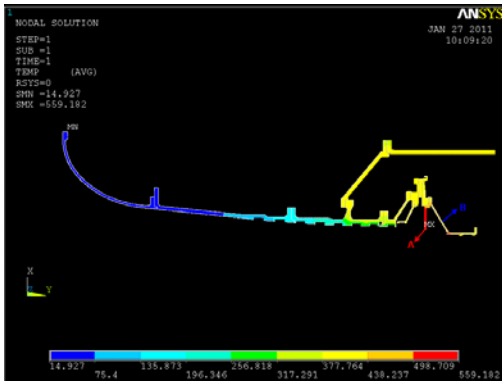 1
ANSYS
NODAL SOLUTION
JAN 27 2011
10:09:20
STEP=1
SUB =1
TIME=1
TEMP (AVG)
RSYS=0
SMN =14.927
SMX =559.182
MN
B
A
MX
X
Z Y
14.927 135.873 256.818 377.764 498.709
75.4 196.346 317.291 438.237 559.182